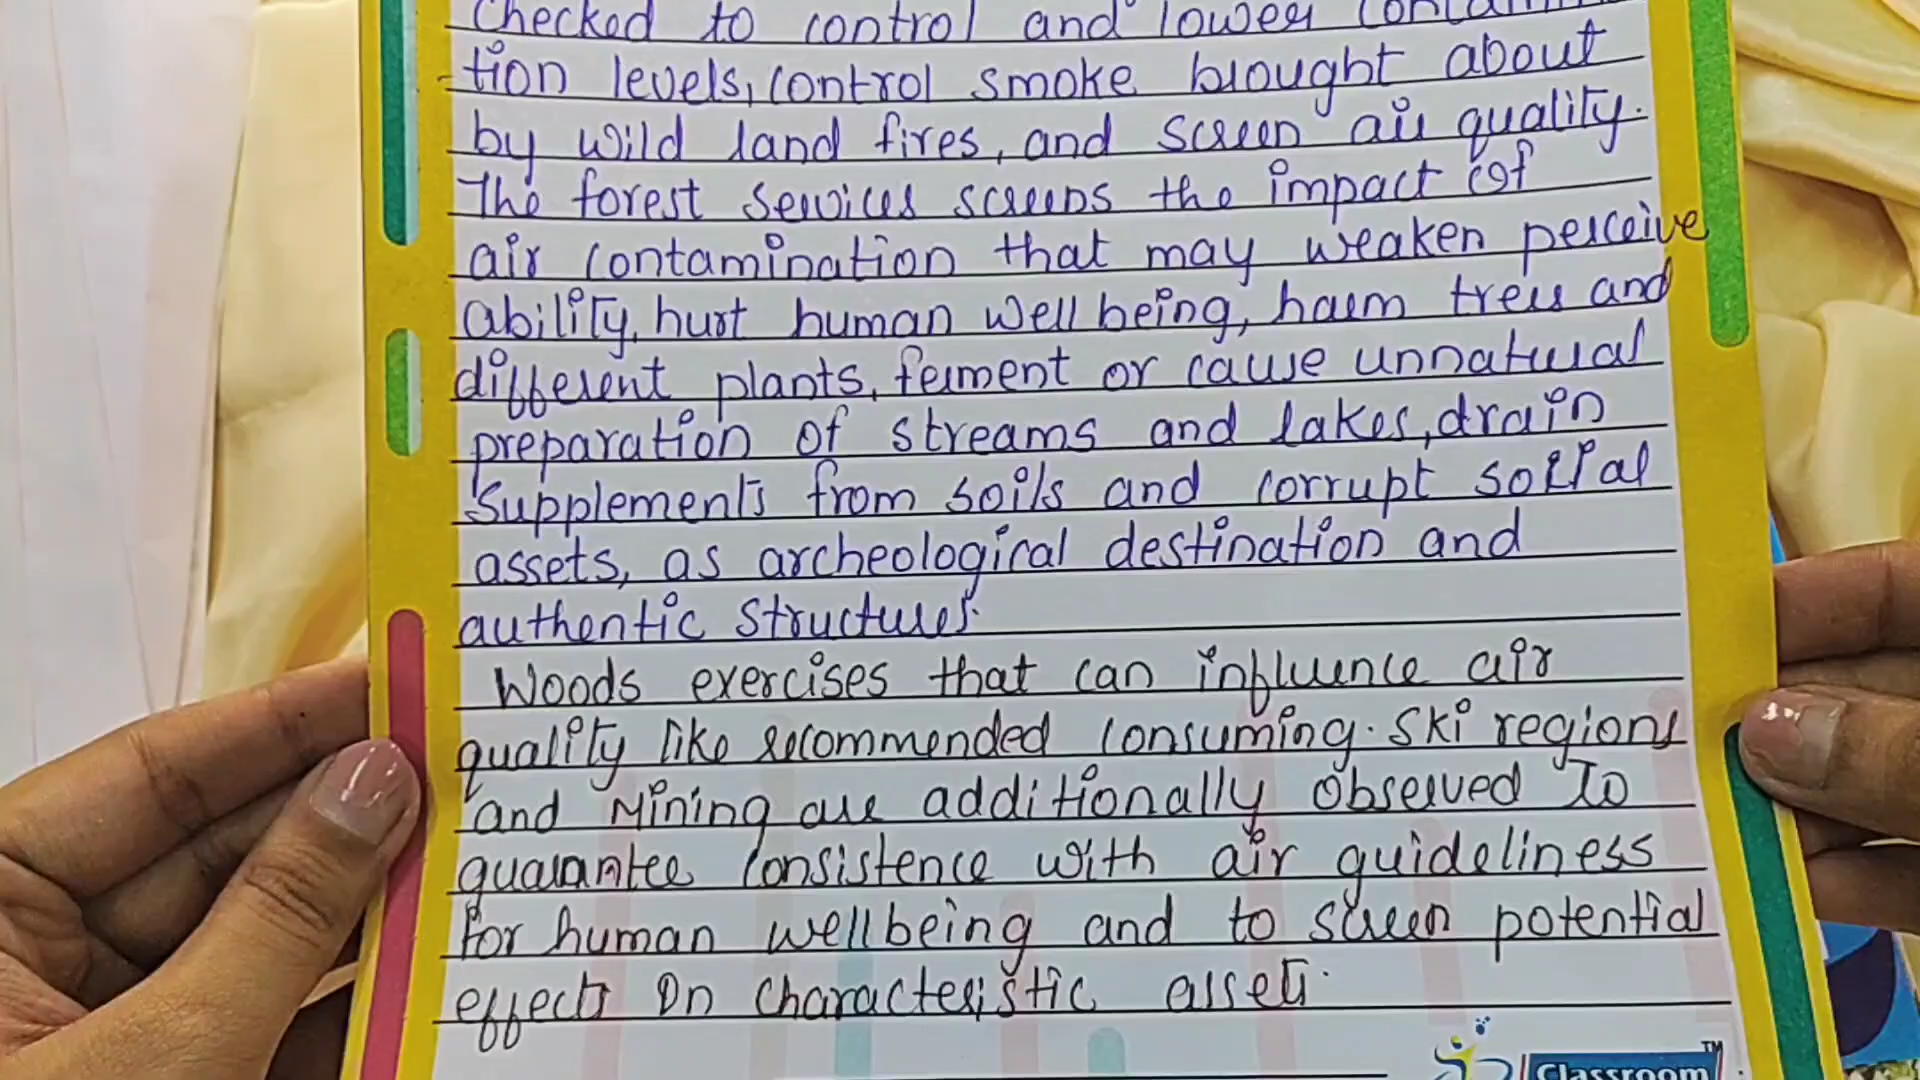 Checked to control and lower contamina
-tion levels, control smoke brought about
by wild land fires, and screen air quality.
The forest services screens the impact of
air contamination that may weaken perceive
ability, hurt human well being, harm trees and
different plants, ferment or cause unnatural
preparation of streams and lakes, drain
supplements from soils and corrupt social
assets, as archeological destination and
authentic structures.
Woods exercises that can influence air
quality like recommended consuming. Ski regions
and Mining are additionally observed To
guarantee consistence with air guideliness
For human wellbeing and to screen potential
effects On characteristic assets.
Classroom TM